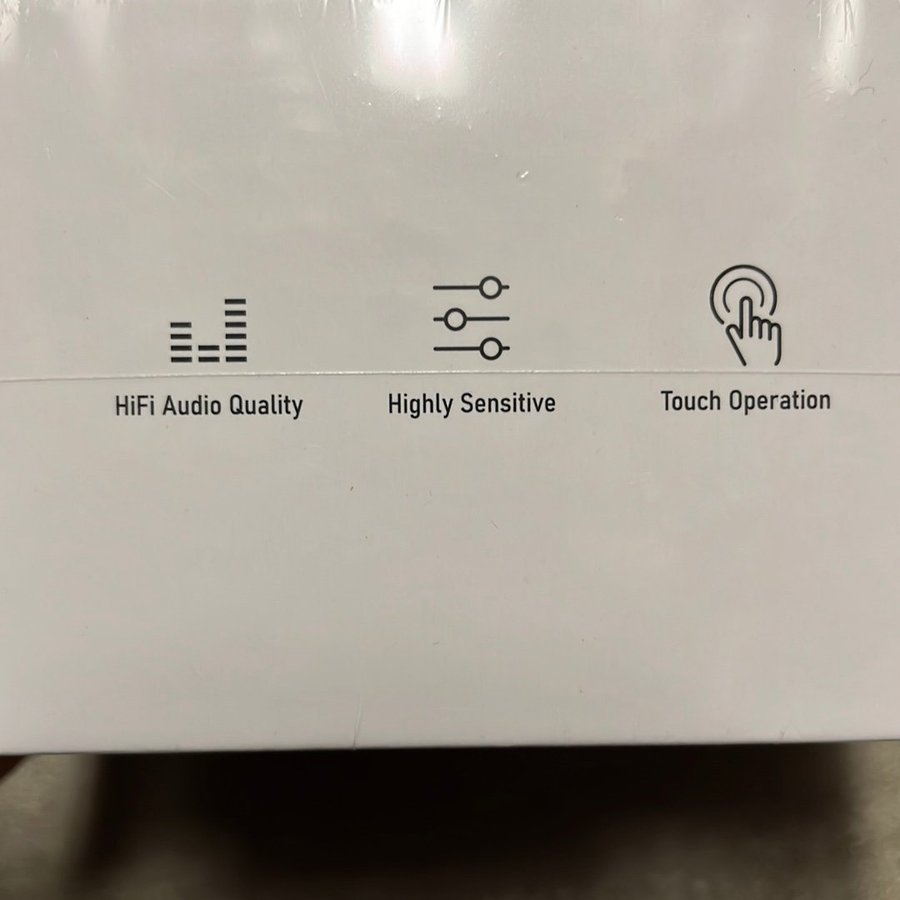 HiFi Audio Quality
Highly Sensitive
Touch Operation